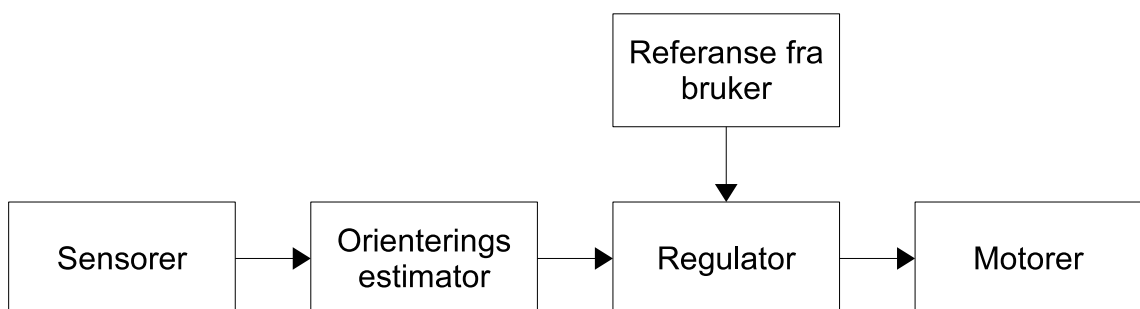 Referanse fra
bruker
Sensorer
Orienterings
estimator
Regulator
Motorer